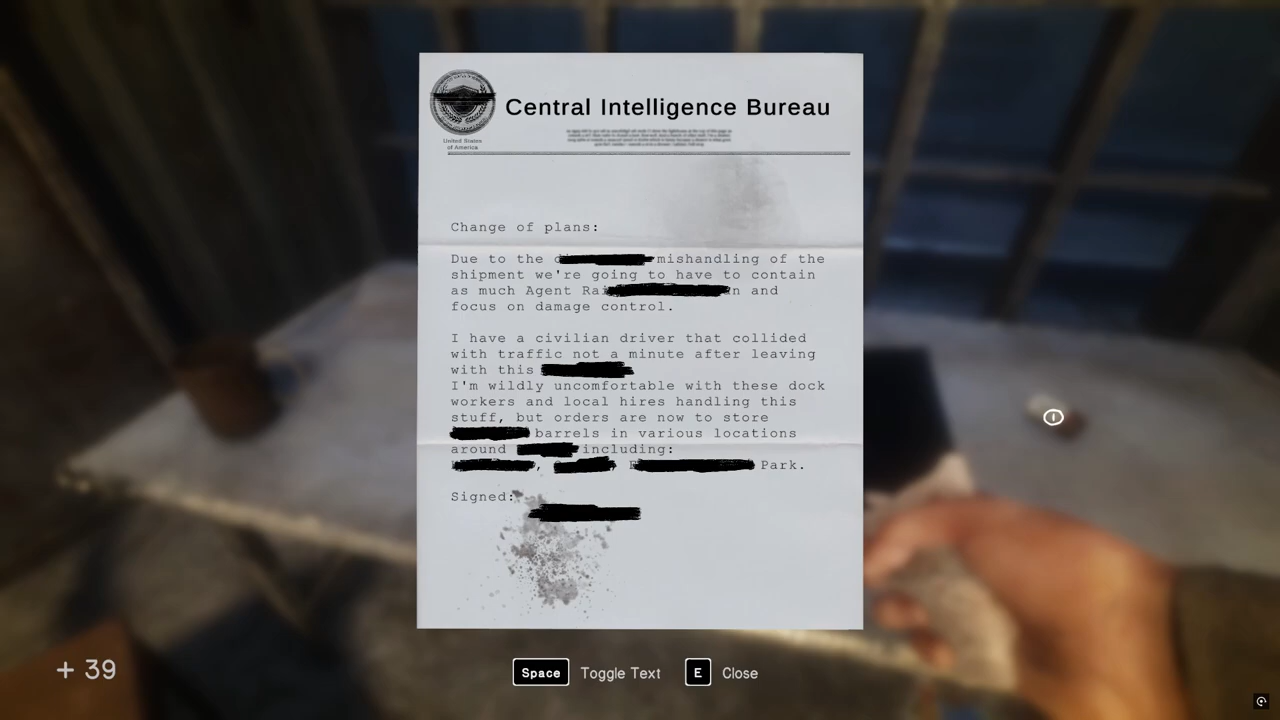 Central Intelligence Bureau
United States
of America
Change of plans:
Due to the mishandling of the
shipment we're going to have to contain
as much Agent and
focus on damage control.
I have a civilian driver that collided
with traffic not a minute after leaving
with this
I'm wildly uncomfortable with these dock
workers and local hires handling this
stuff, but orders are now to store
barrels in various locations
around including:
, , Park.
Signed:
+ 39
Space Toggle Text E Close